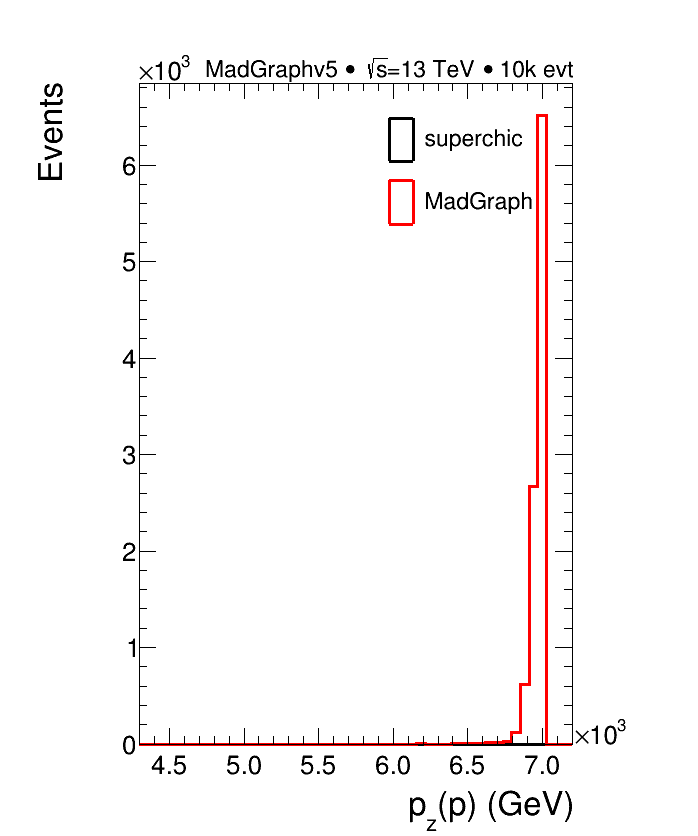 ×10³ MadGraphv5 • √s=13 TeV • 10k evt
Events
superchic
MadGraph
6
5
4
3
2
1
0
4.5 5.0 5.5 6.0 6.5 7.0 ×10³
p_z(p) (GeV)